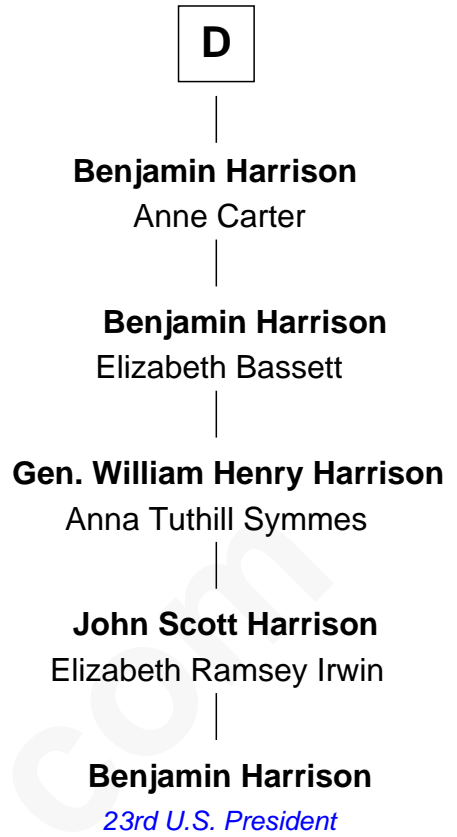 D
Benjamin Harrison
Anne Carter
Benjamin Harrison
Elizabeth Bassett
Gen. William Henry Harrison
Anna Tuthill Symmes
John Scott Harrison
Elizabeth Ramsey Irwin
Benjamin Harrison
23rd U.S. President
com